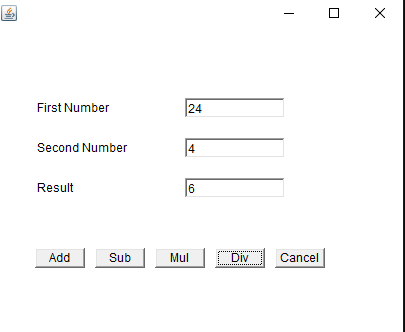 First Number 24
Second Number 4
Result 6
Add Sub Mul Div Cancel